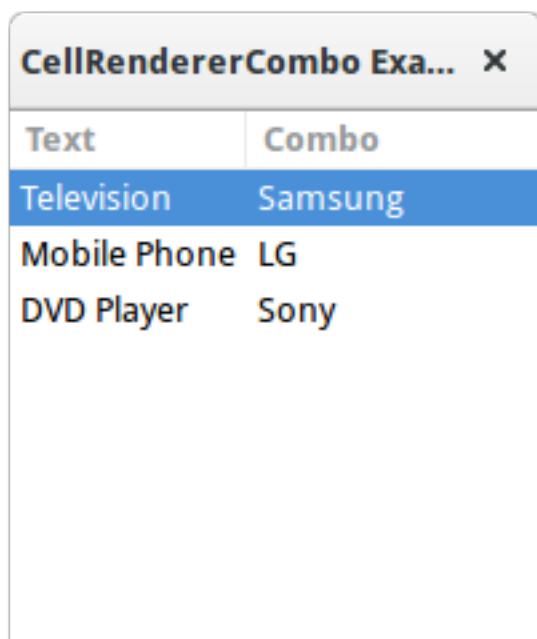 CellRendererCombo Exa...
Text Combo
Television Samsung
Mobile Phone LG
DVD Player Sony